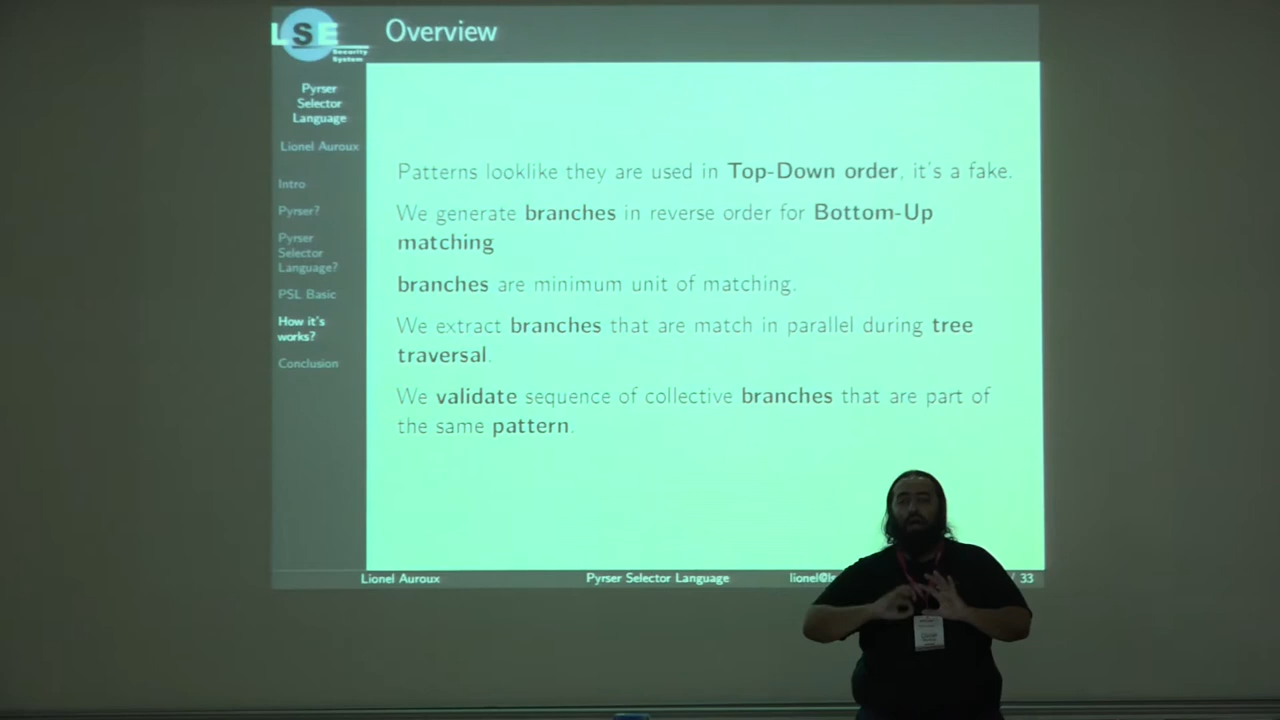 LSE
Security
System
Overview
Pyrser
Selector
Language
Lionel Auroux
Intro
Pyrser?
Pyrser
Selector
Language?
PSL Basic
How it's
works?
Conclusion
Patterns looklike they are used in Top-Down order, it's a fake.
We generate branches in reverse order for Bottom-Up
matching
branches are minimum unit of matching.
We extract branches that are match in parallel during tree
traversal.
We validate sequence of collective branches that are part of
the same pattern.
Lionel Auroux
Pyrser Selector Language
/ 33